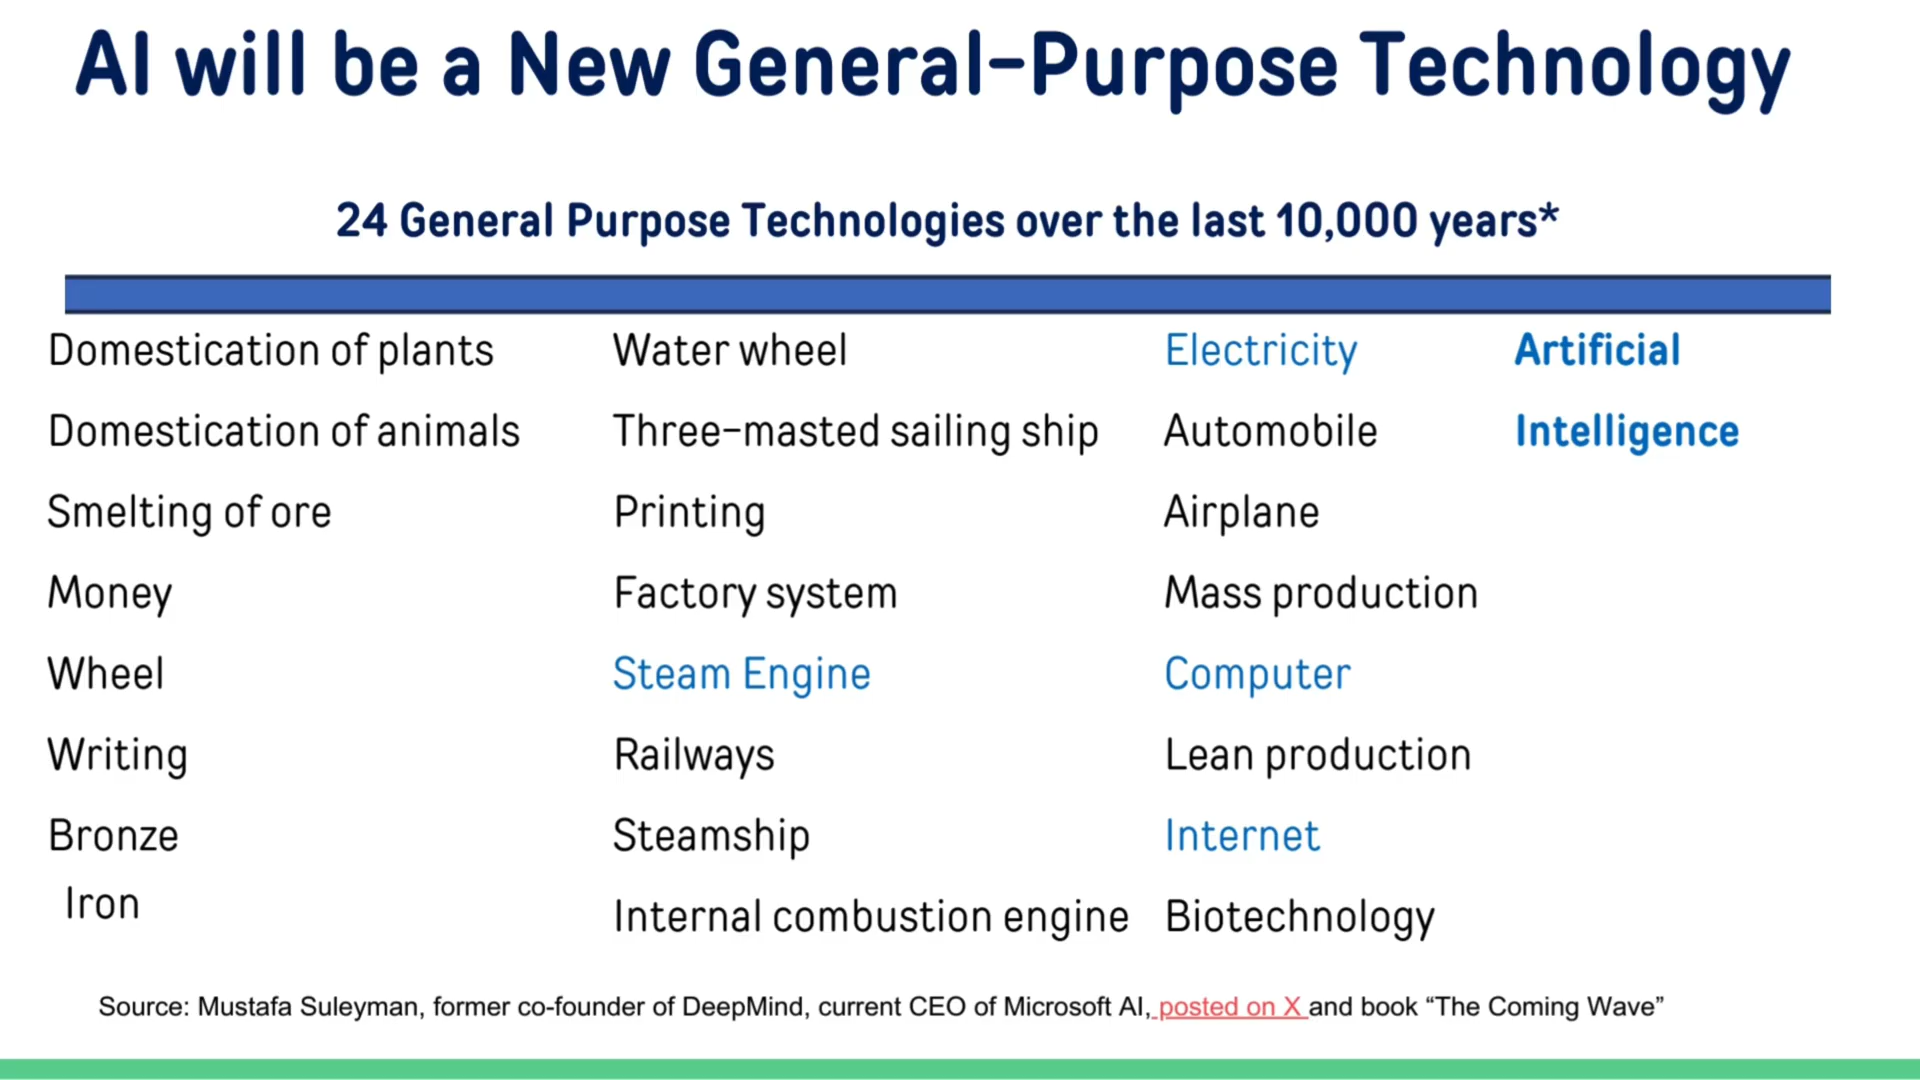 AI will be a New General-Purpose Technology
24 General Purpose Technologies over the last 10,000 years*
Domestication of plants
Domestication of animals
Smelting of ore
Money
Wheel
Writing
Bronze
Iron
Water wheel
Three-masted sailing ship
Printing
Factory system
Steam Engine
Railways
Steamship
Internal combustion engine
Electricity
Automobile
Airplane
Mass production
Computer
Lean production
Internet
Biotechnology
Artificial
Intelligence
Source: Mustafa Suleyman, former co-founder of DeepMind, current CEO of Microsoft AI, posted on X and book “The Coming Wave”